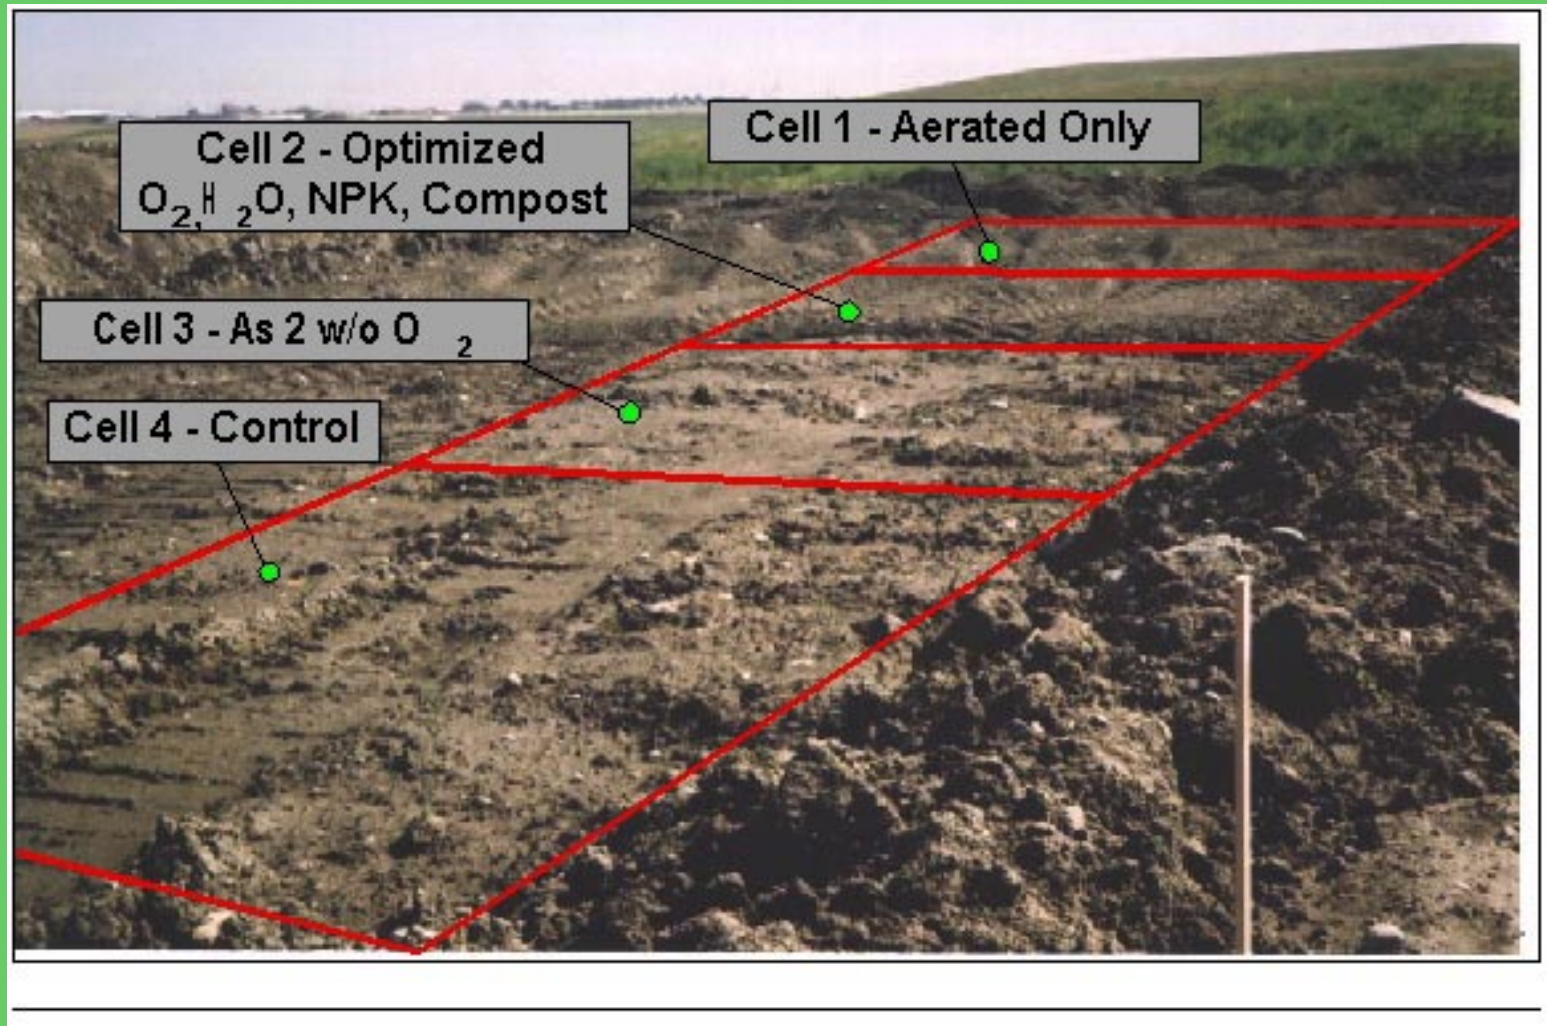 Cell 1 - Aerated Only
Cell 2 - Optimized
O₂,H₂O, NPK, Compost
Cell 3 - As 2 w/o O₂
Cell 4 - Control